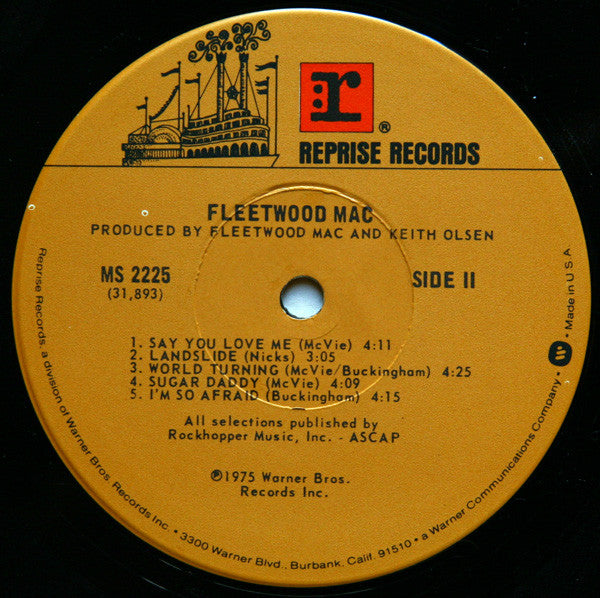 r
®
REPRISE RECORDS
FLEETWOOD MAC
PRODUCED BY FLEETWOOD MAC AND KEITH OLSEN
MS 2225
(31,893)
SIDE II
1. SAY YOU LOVE ME (McVie) 4:11
2. LANDSLIDE (Nicks) 3:05
3. WORLD TURNING (McVie/Buckingham) 4:25
4. SUGAR DADDY (McVie) 4:09
5. I'M SO AFRAID (Buckingham) 4:15
All selections published by
Rockhopper Music, Inc. - ASCAP
℗1975 Warner Bros.
Records Inc.
Reprise Records, a division of Warner Bros. Records Inc. • 3300 Warner Blvd., Burbank, Calif. 91510 • a Warner Communications Company. • Made in U.S.A.